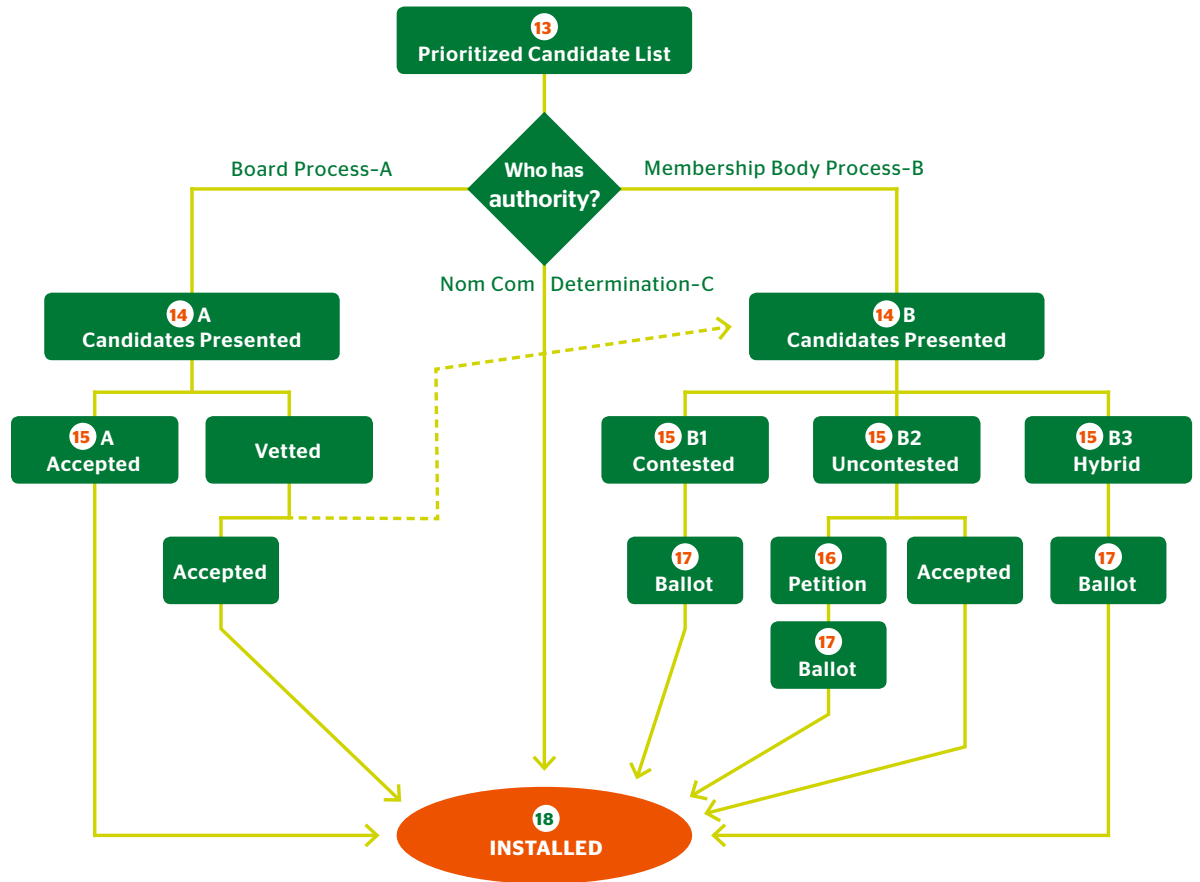 13
Prioritized Candidate List
Who has
authority?
Board Process–A
Membership Body Process–B
Nom Com Determination–C
14 A
Candidates Presented
14 B
Candidates Presented
15 A
Accepted
Vetted
15 B1
Contested
15 B2
Uncontested
15 B3
Hybrid
Accepted
17
Ballot
16
Petition
Accepted
17
Ballot
17
Ballot
18
INSTALLED